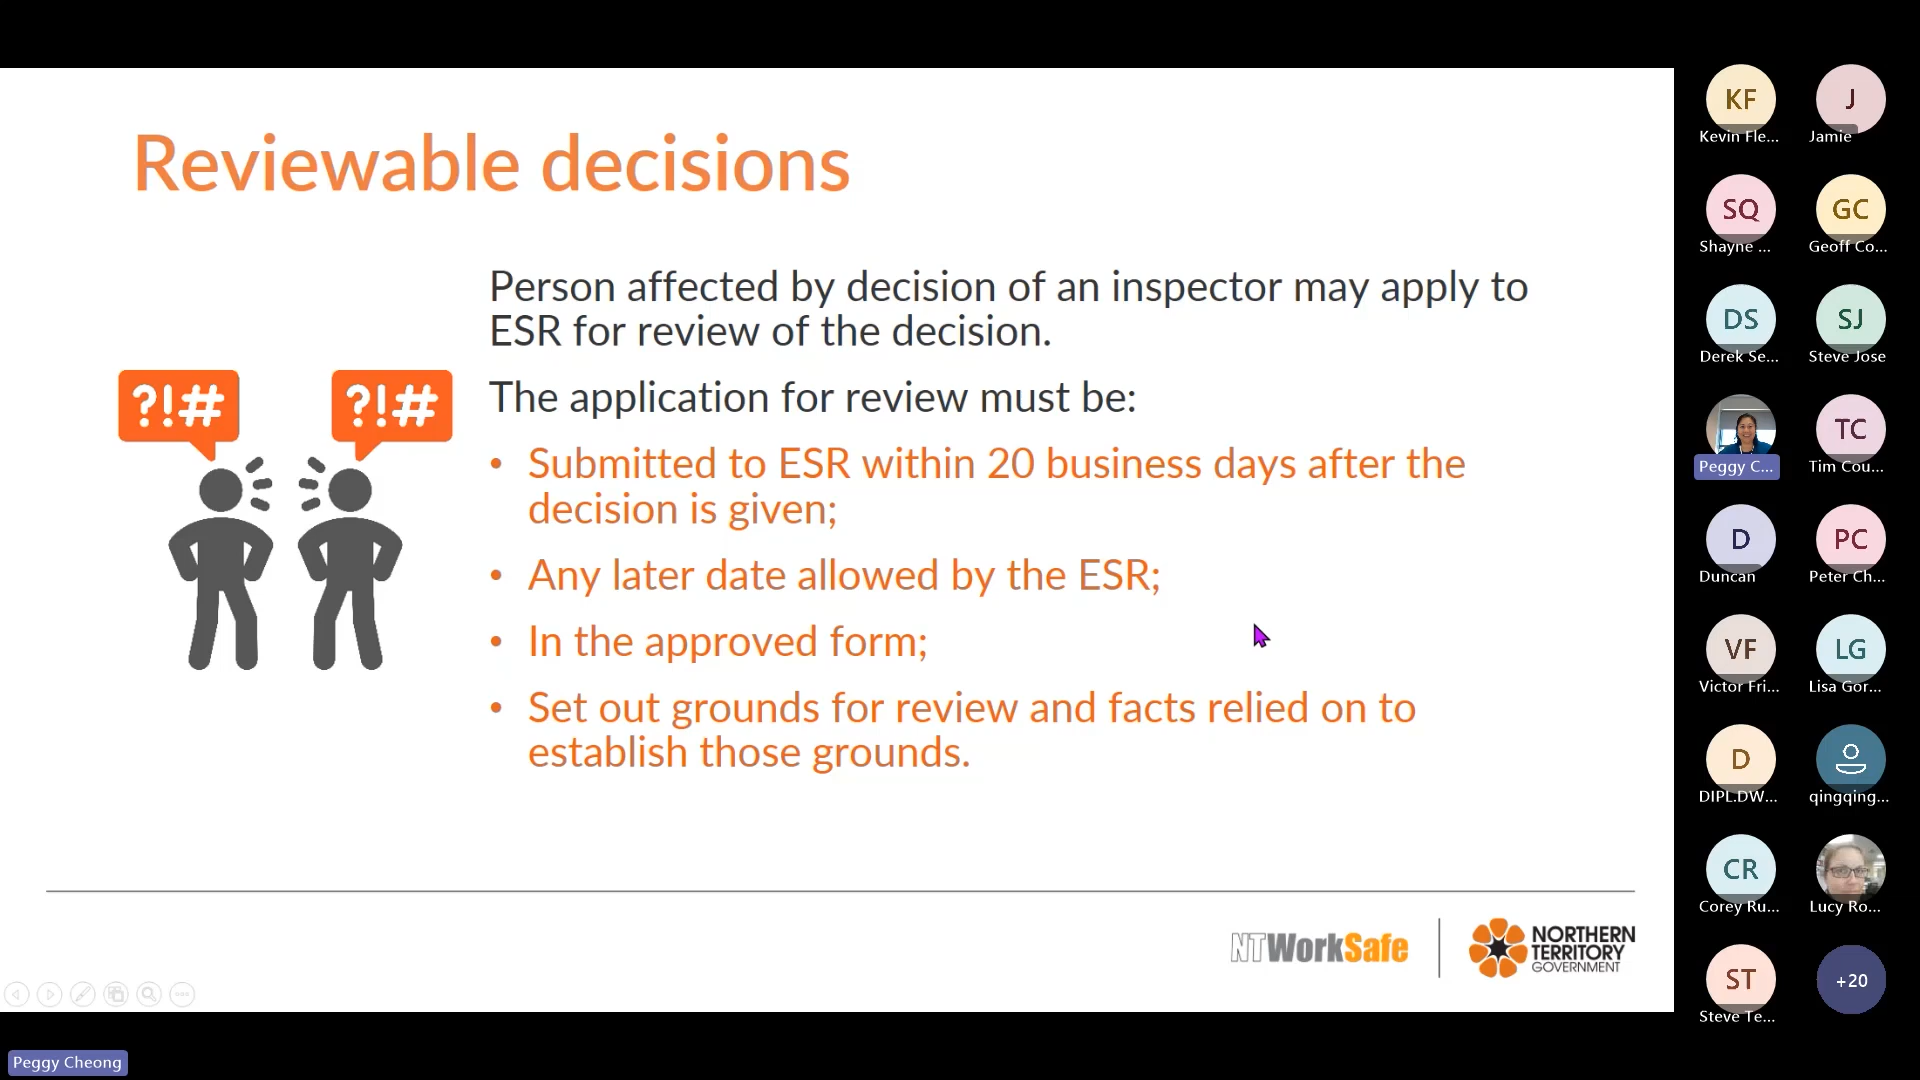 Reviewable decisions
Person affected by decision of an inspector may apply to
ESR for review of the decision.
The application for review must be:
• Submitted to ESR within 20 business days after the
decision is given;
• Any later date allowed by the ESR;
• In the approved form;
• Set out grounds for review and facts relied on to
establish those grounds.
?!#
?!#
NTWorkSafe
NORTHERN
TERRITORY
GOVERNMENT
Peggy Cheong
KF
Kevin Fle...
J
Jamie
SQ
Shayne ...
GC
Geoff Co...
DS
Derek Se...
SJ
Steve Jose
Peggy C...
TC
Tim Cou...
D
Duncan
PC
Peter Ch...
VF
Victor Fri...
LG
Lisa Gor...
D
DIPL.DW...
qingqing...
CR
Corey Ru...
Lucy Ro...
ST
Steve Te...
+20